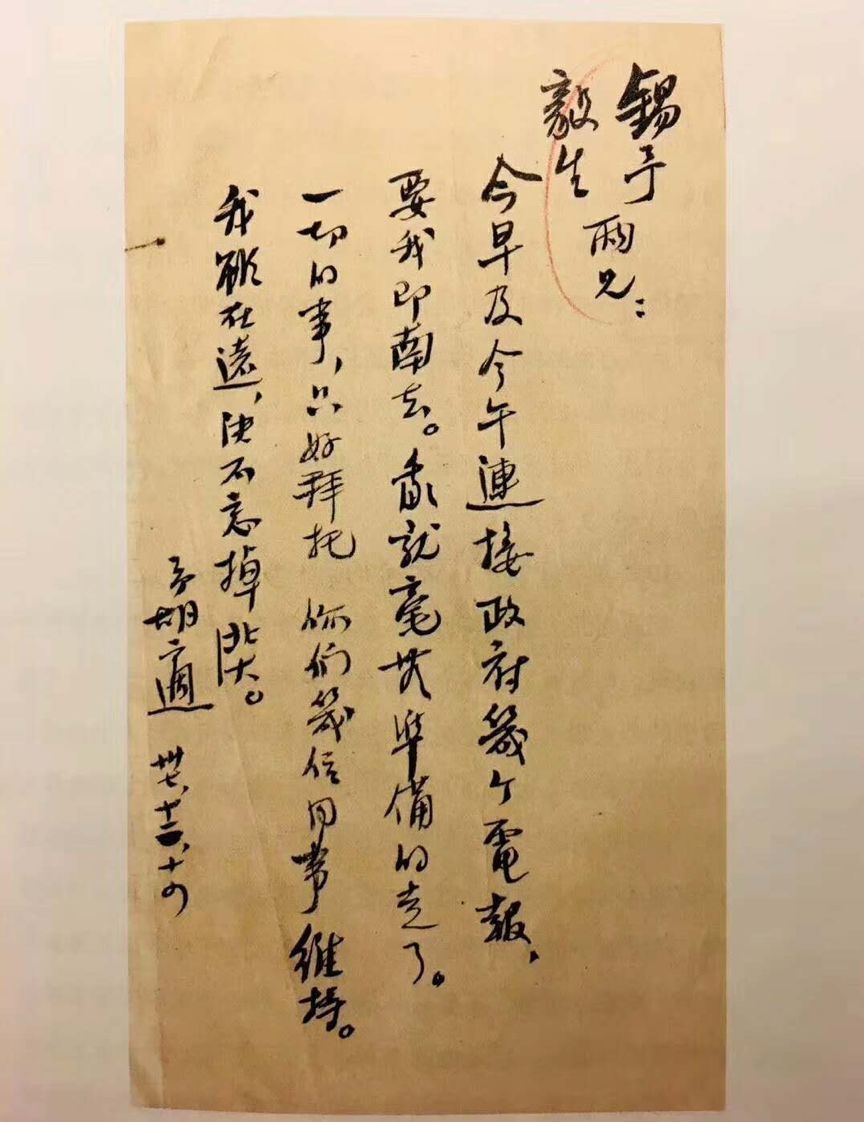 錫予
毅生
兩兄：
今早及今午連接政府幾个電報，
要我即南去。我就毫無準備的走了。
一切的事，只好拜托你们幾位同事維持。
我雖在遠，決不忘掉北大。
弟胡適 卅七、十二、十四